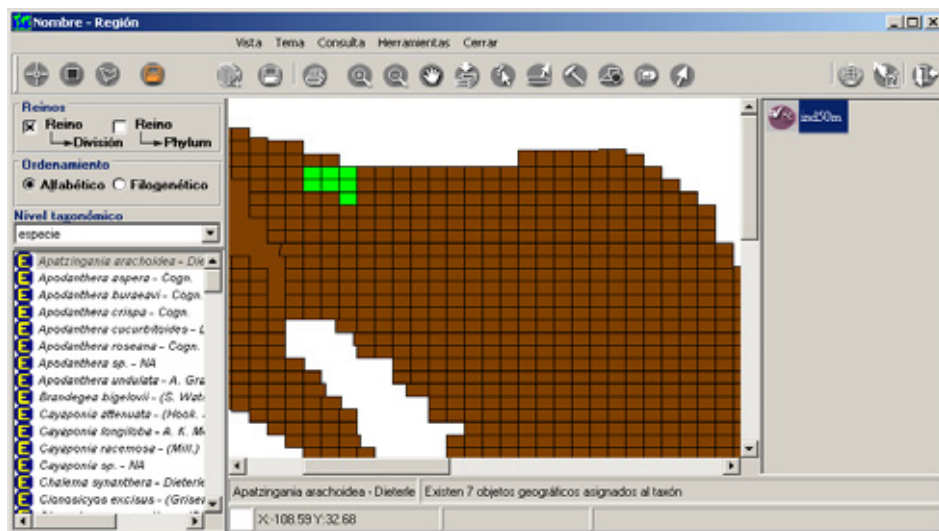 Nombre - Región
Vista Tema Consulta Herramientas Cerrar
Reinos
Reino Reino
División Phylum
Ordenamiento
Alfabético Filogenético
Nivel taxonómico
especie
ind50m
Apatzingania arachoidea - Die
Apodanthera aspera - Cogn.
Apodanthera buraeavi - Cogn.
Apodanthera crispa - Cogn.
Apodanthera cucurbitoides - L
Apodanthera roseana - Cogn.
Apodanthera sp. - NA
Apodanthera undulata - A. Gra
Brandegea bigelovii - (S. Wat
Cayaponia attenuata - (Hook.
Cayaponia longiloba - A. K. M
Cayaponia racemosa - (Mill.)
Cayaponia sp. - NA
Chalema synanthera - Dieterle
Cionosicyos excisus - (Griseb
Apatzingania arachoidea - Dieterle Existen 7 objetos geográficos asignados al taxón
X:-108.59 Y:32.68